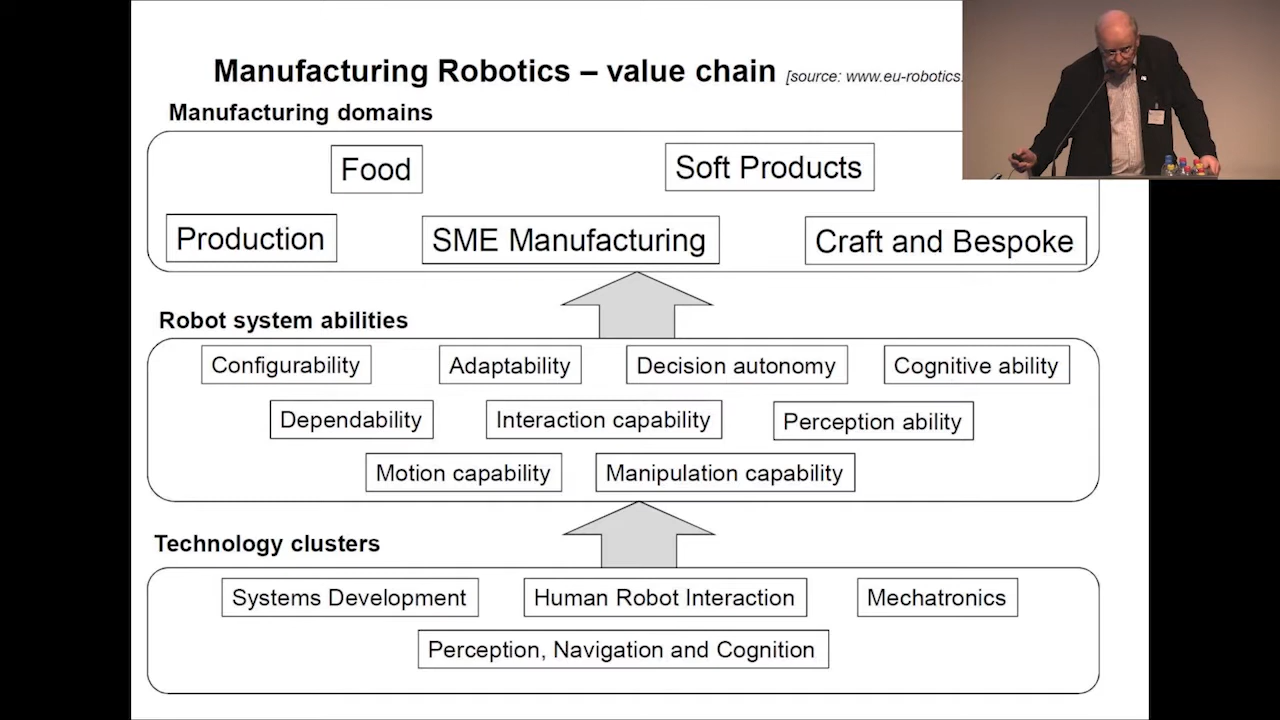 Manufacturing Robotics – value chain [source: www.eu-robotics.
Manufacturing domains
Food
Soft Products
Production
SME Manufacturing
Craft and Bespoke
Robot system abilities
Configurability
Adaptability
Decision autonomy
Cognitive ability
Dependability
Interaction capability
Perception ability
Motion capability
Manipulation capability
Technology clusters
Systems Development
Human Robot Interaction
Mechatronics
Perception, Navigation and Cognition